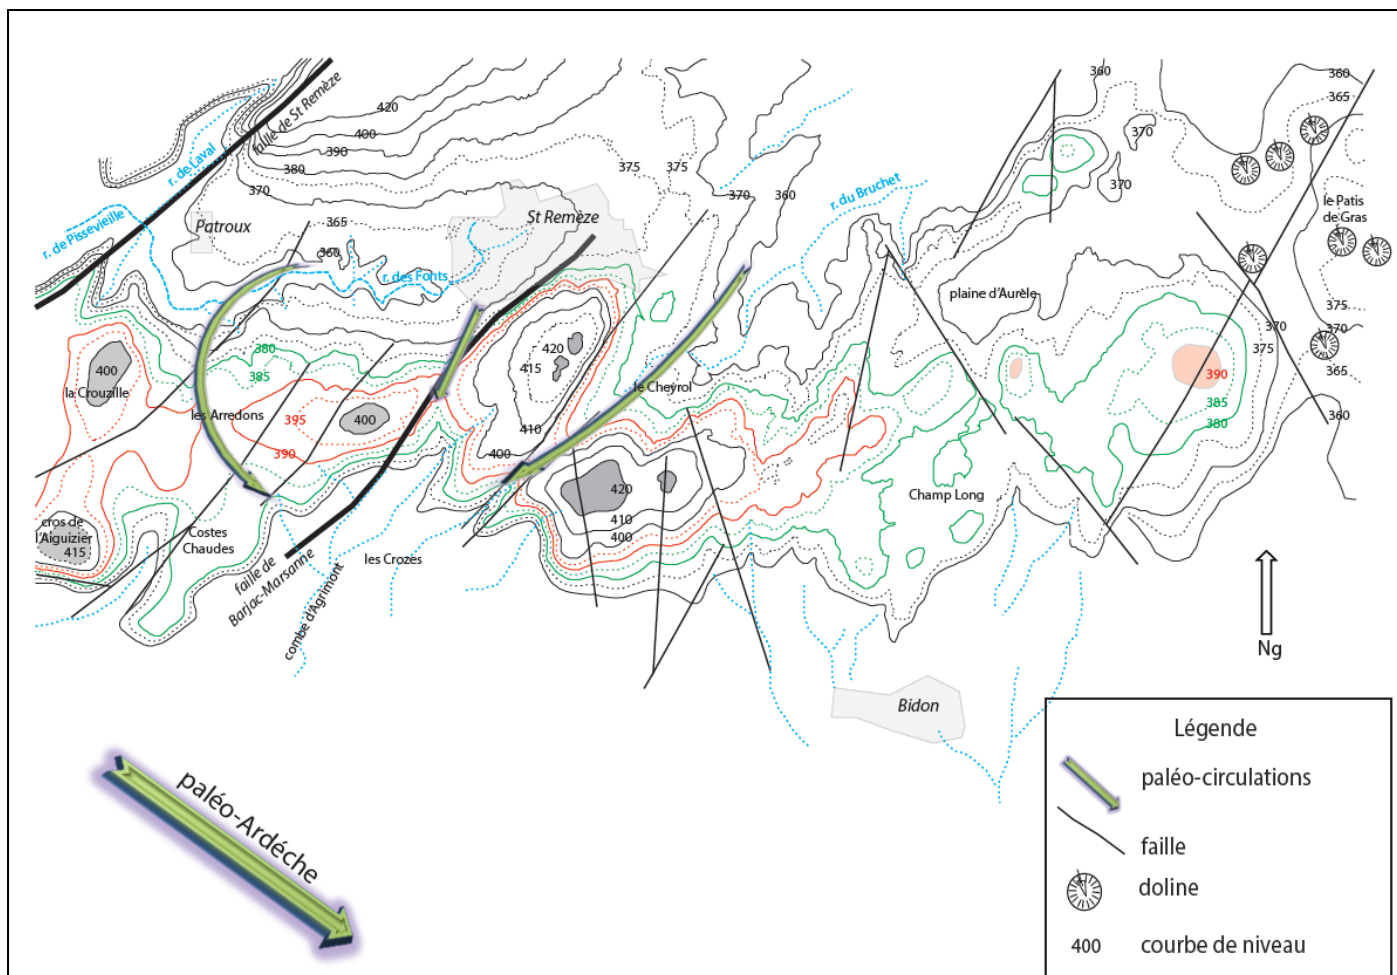 360
360
365
420
400
390
380
370
faille de St Remèze
r. de Laval
r. de Pissevieille
Patroux
365
360
St Remèze
r. des Fonts
375
375
370
360
r. du Bruchet
370
370
le Patis
de Gras
plaine d'Aurèle
375
370
365
360
370
375
390
385
380
380
385
400
la Crouzille
les Arredons
395
400
390
420
415
410
400
le Cheyrol
420
410
400
Champ Long
cros de
l'Aiguizier
415
Costes
Chaudes
faille de
Barjac-Marsanne
combe d'Agrimont
les Crozes
Bidon
Ng
paléo-Ardéche
Légende
paléo-circulations
faille
doline
400
courbe de niveau